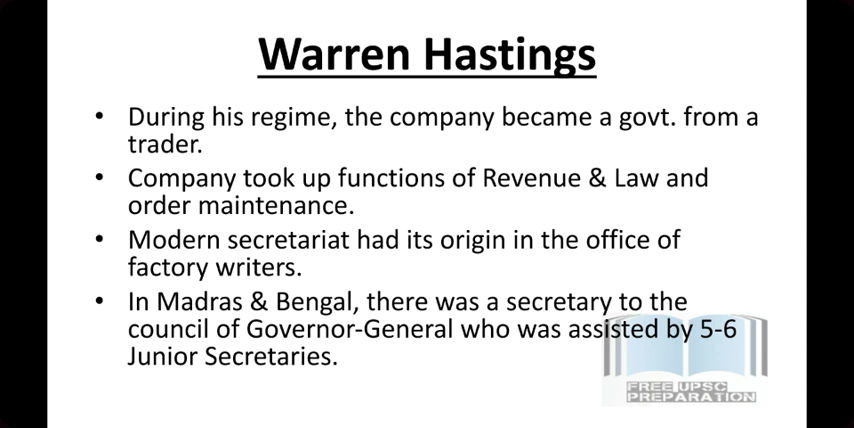 Warren Hastings
• During his regime, the company became a govt. from a
trader.
• Company took up functions of Revenue & Law and
order maintenance.
• Modern secretariat had its origin in the office of
factory writers.
• In Madras & Bengal, there was a secretary to the
council of Governor-General who was assisted by 5-6
Junior Secretaries.
FREE UPSC
PREPARATION